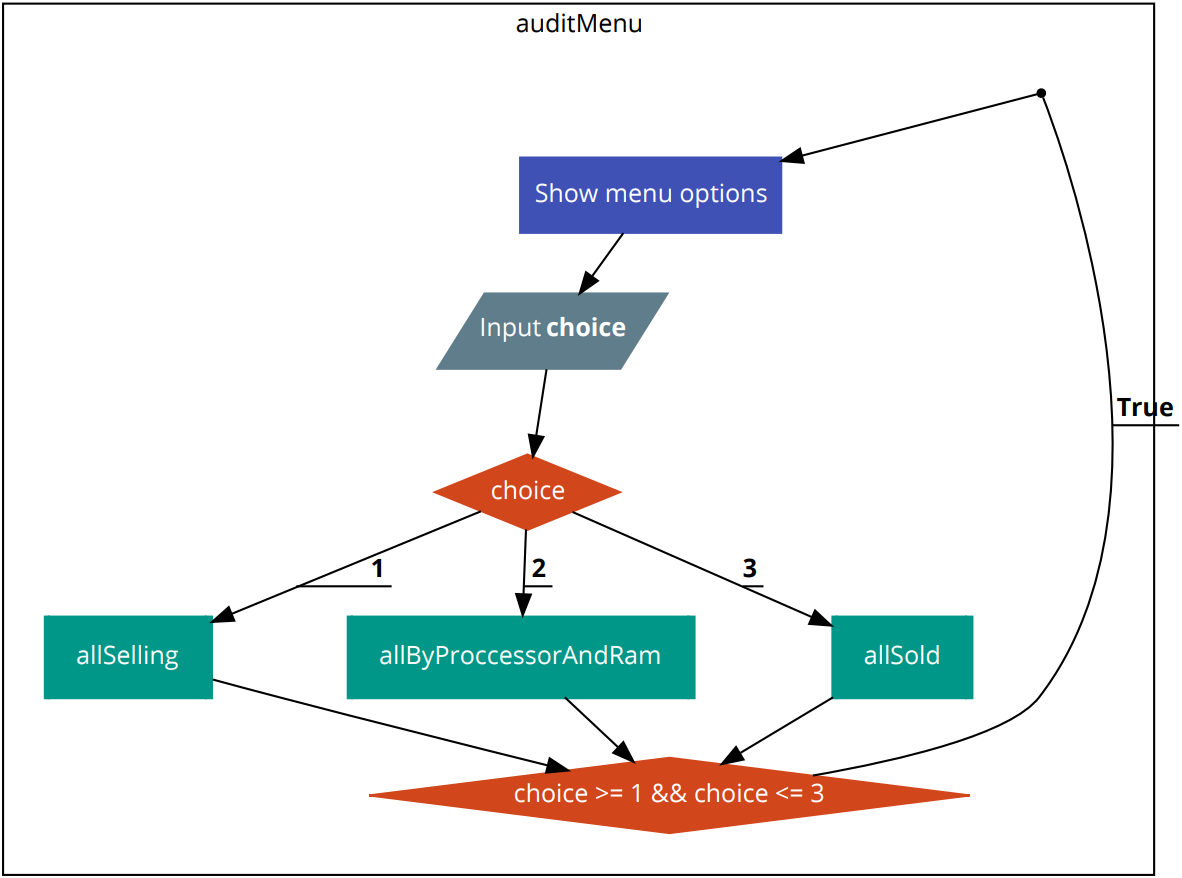 auditMenu
Show menu options
Input choice
True
choice
1
2
3
allSelling
allByProccessorAndRam
allSold
choice >= 1 && choice <= 3